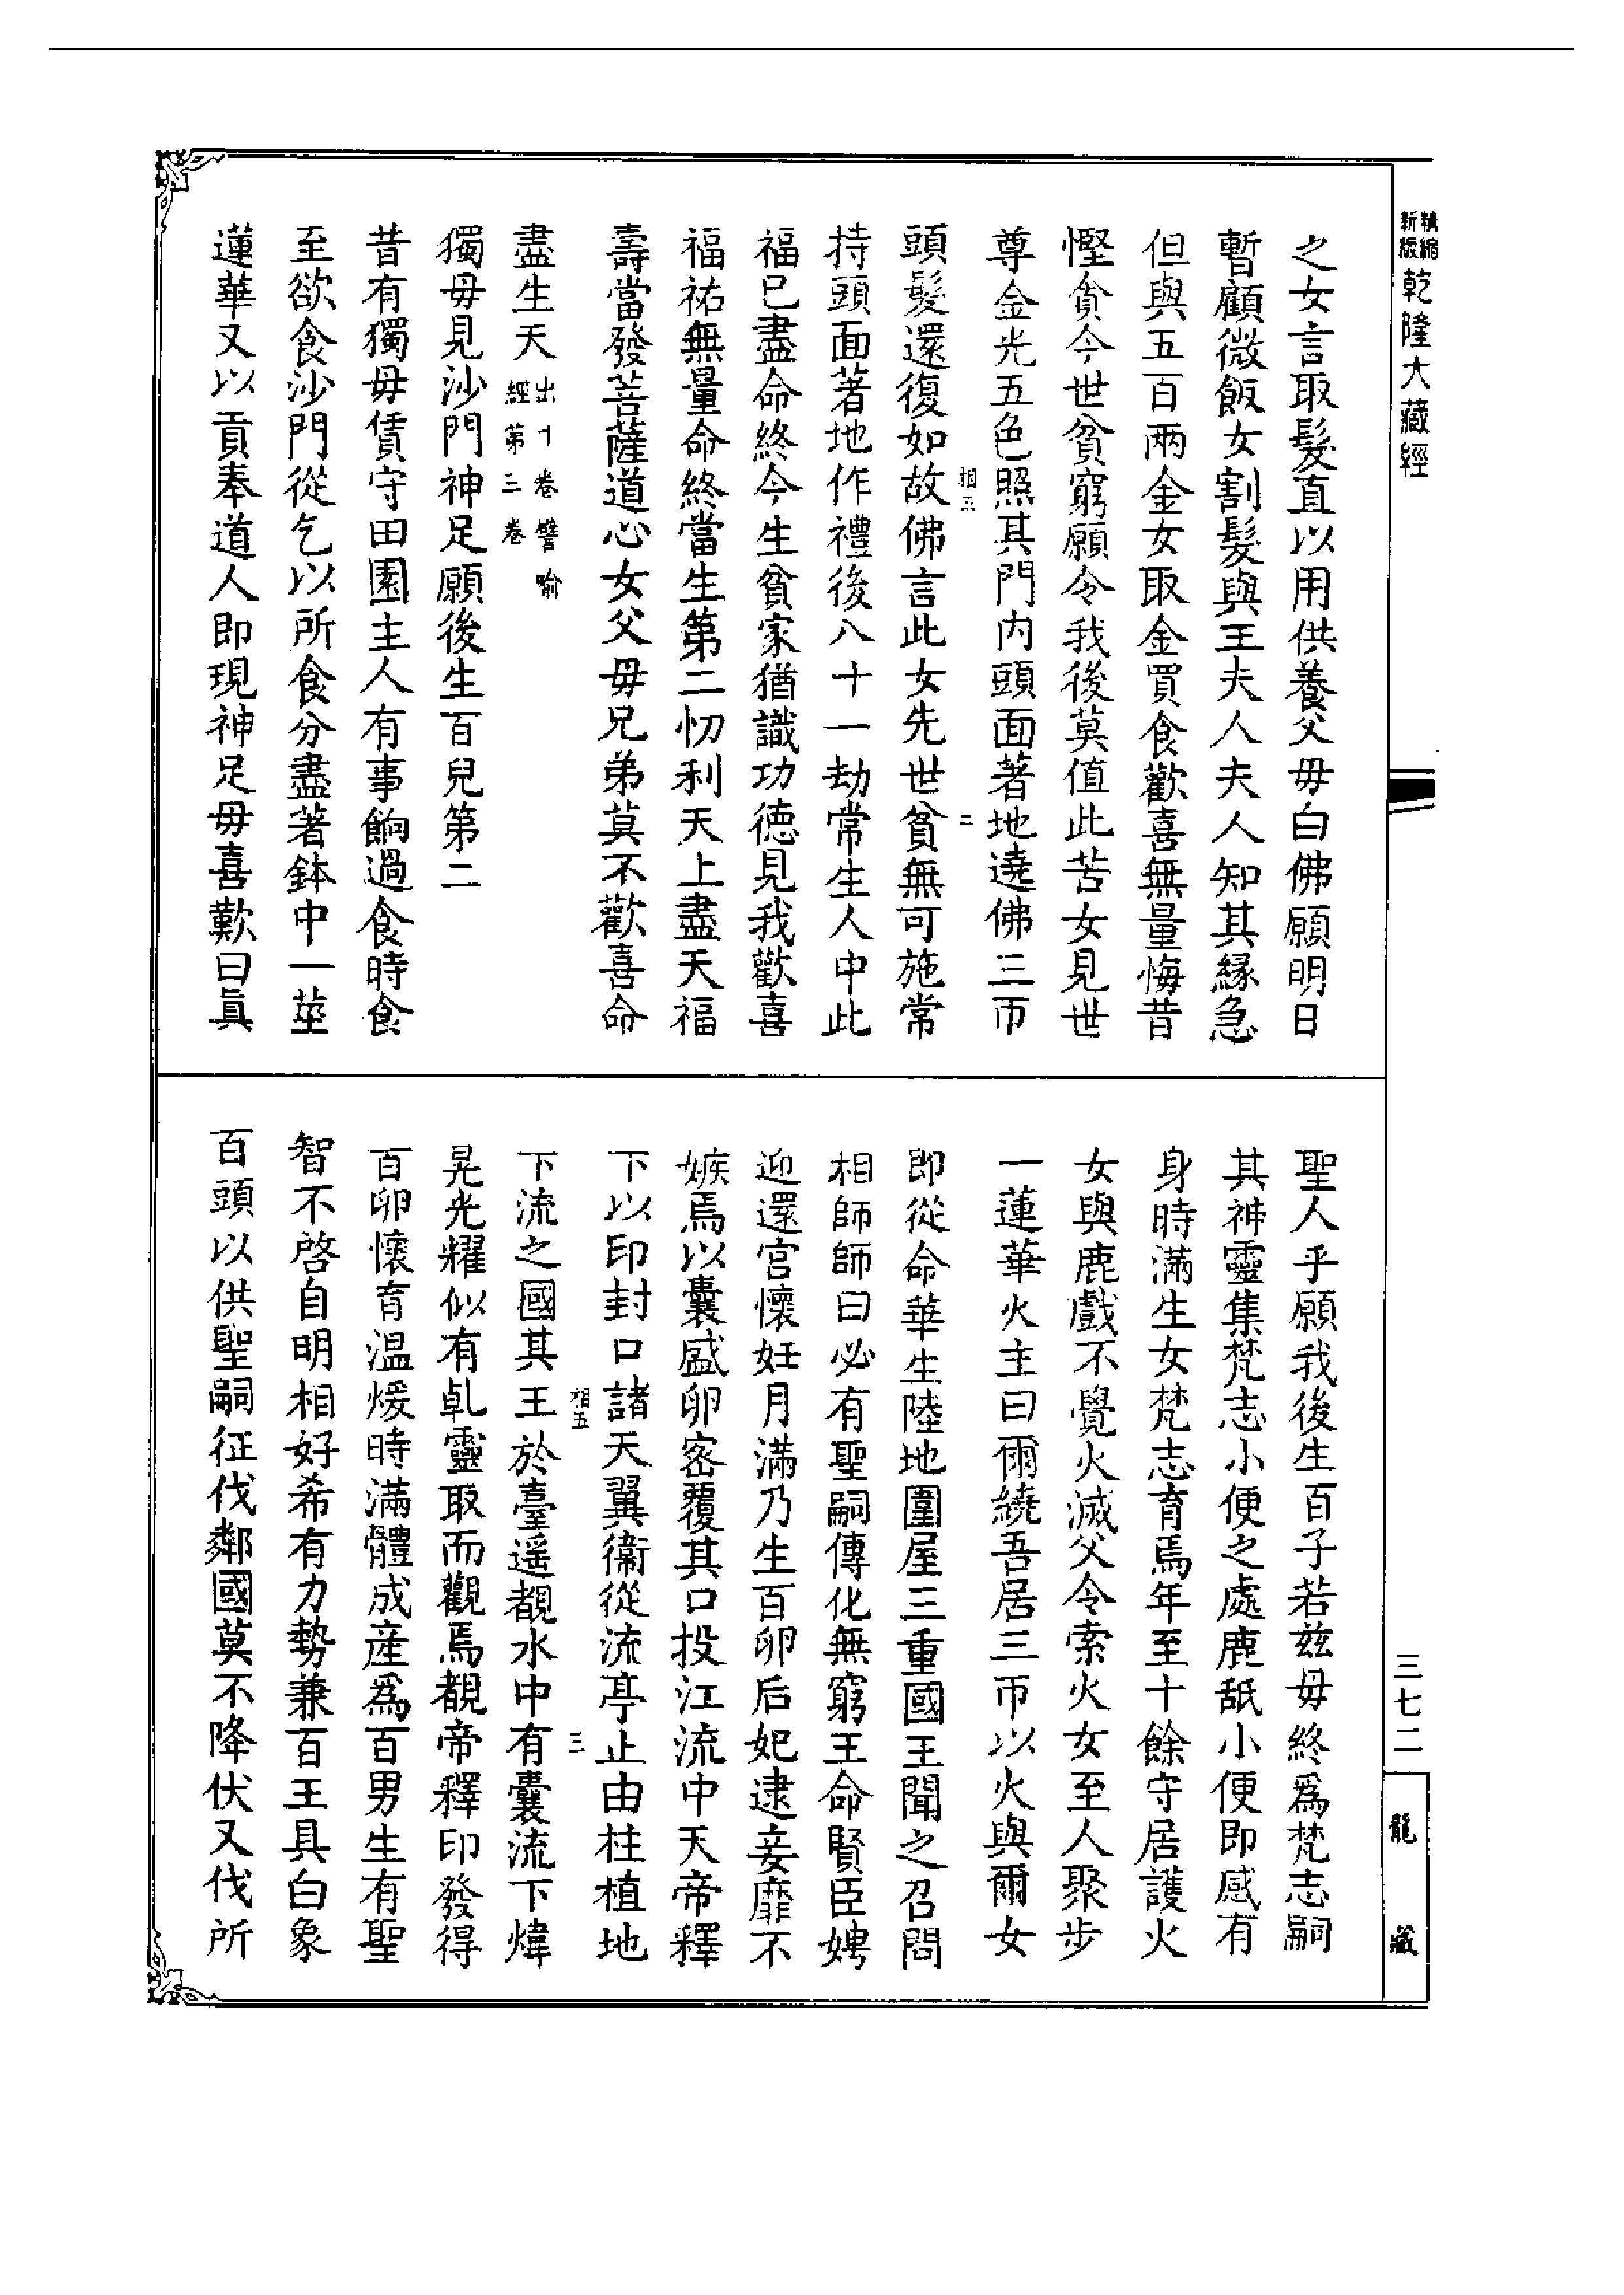 精縮
新版
乾隆大藏經
之女言取髮直以用供養父母白佛願明日
暫顧微飯女割髮與王夫人夫人知其緣急
但與五百兩金女取金買食歡喜無量悔昔
慳貪今世貧窮願令我後莫值此苦女見世
尊金光五色照其門内頭面著地遶佛三帀
相五
二
頭髮還復如故佛言此女先世貧無可施常
持頭面著地作禮後八十一劫常生人中此
福已盡命終今生貧家猶識功德見我歡喜
福祐無量命終當生第二忉利天上盡天福
壽當發菩薩道心女父母兄弟莫不歡喜命
盡生天出十卷譬喻
經第三卷
獨母見沙門神足願後生百兒第二
昔有獨母賃守田園主人有事餉過食時食
至欲食沙門從乞以所食分盡著鉢中一莖
蓮華又以貢奉道人即現神足母喜歎曰真
聖人乎願我後生百子若茲母終爲梵志嗣
其神靈集梵志小便之處鹿舐小便即感有
身時滿生女梵志育焉年至十餘守居護火
女與鹿戲不覺火滅父令索火女至人聚步
一蓮華火主曰爾繞吾居三帀以火與爾女
即從命華生陸地圍屋三重國王聞之召問
相師師曰必有聖嗣傳化無窮王命賢臣娉
迎還宮懷妊月滿乃生百卵后妃逮妾靡不
嫉焉以囊盛卵密覆其口投江流中天帝釋
下以印封口諸天翼衞從流亭止由柱植地
相五
三
下流之國其王於臺遥覩水中有囊流下煒
晃光耀似有乹靈取而觀焉覩帝釋印發得
百卵懷育溫煖時滿體成産爲百男生有聖
智不啓自明相好希有力勢兼百王具白象
百頭以供聖嗣征伐鄰國莫不降伏又伐所
三七二
龍藏